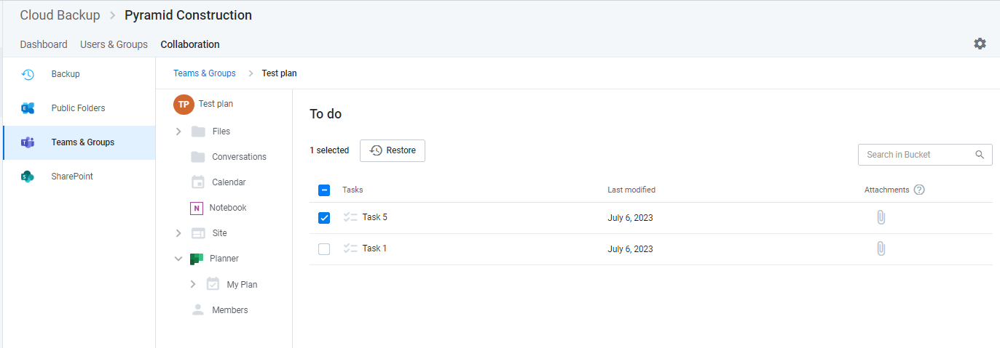 Cloud Backup > Pyramid Construction
Dashboard Users & Groups Collaboration
Backup
Public Folders
Teams & Groups
SharePoint
Teams & Groups > Test plan
TP Test plan
Files
Conversations
Calendar
N Notebook
Site
Planner
My Plan
Members
To do
1 selected Restore
Search in Bucket
Tasks Last modified Attachments ?
Task 5 July 6, 2023
Task 1 July 6, 2023